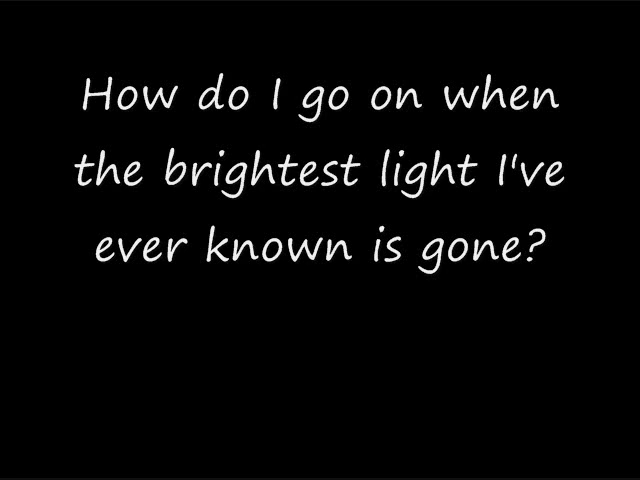 How do I go on when
the brightest light I've
ever known is gone?